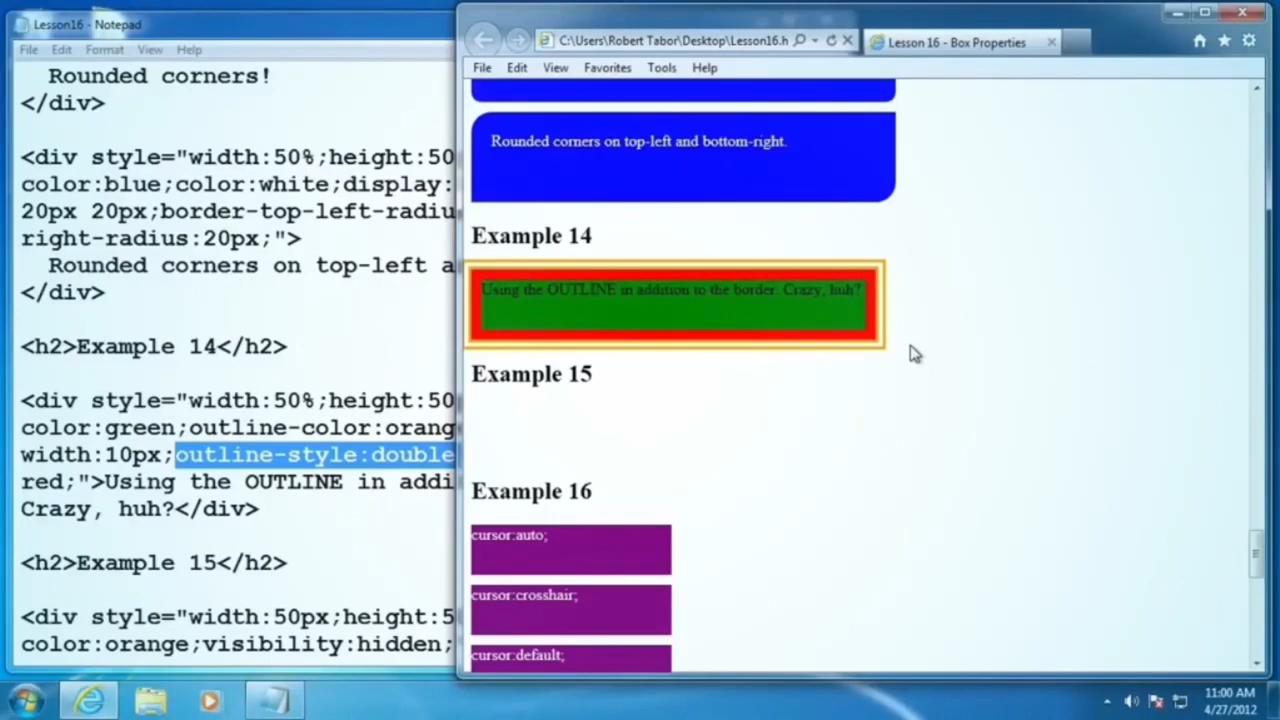 Lesson16 - Notepad
File Edit Format View Help
Rounded corners!
</div>
<div style="width:50%;height:50
color:blue;color:white;display:
20px 20px;border-top-left-radiu
right-radius:20px;">
Rounded corners on top-left a
</div>
<h2>Example 14</h2>
<div style="width:50%;height:50
color:green;outline-color:orang
width:10px;outline-style:double
red;">Using the OUTLINE in addi
Crazy, huh?</div>
<h2>Example 15</h2>
<div style="width:50px;height:5
color:orange;visibility:hidden;
C:\Users\Robert Tabor\Desktop\Lesson16.h
Lesson 16 - Box Properties
File Edit View Favorites Tools Help
Rounded corners on top-left and bottom-right.
Example 14
Using the OUTLINE in addition to the border. Crazy, huh?
Example 15
Example 16
cursor:auto;
cursor:crosshair;
cursor:default;
11:00 AM
4/27/2012